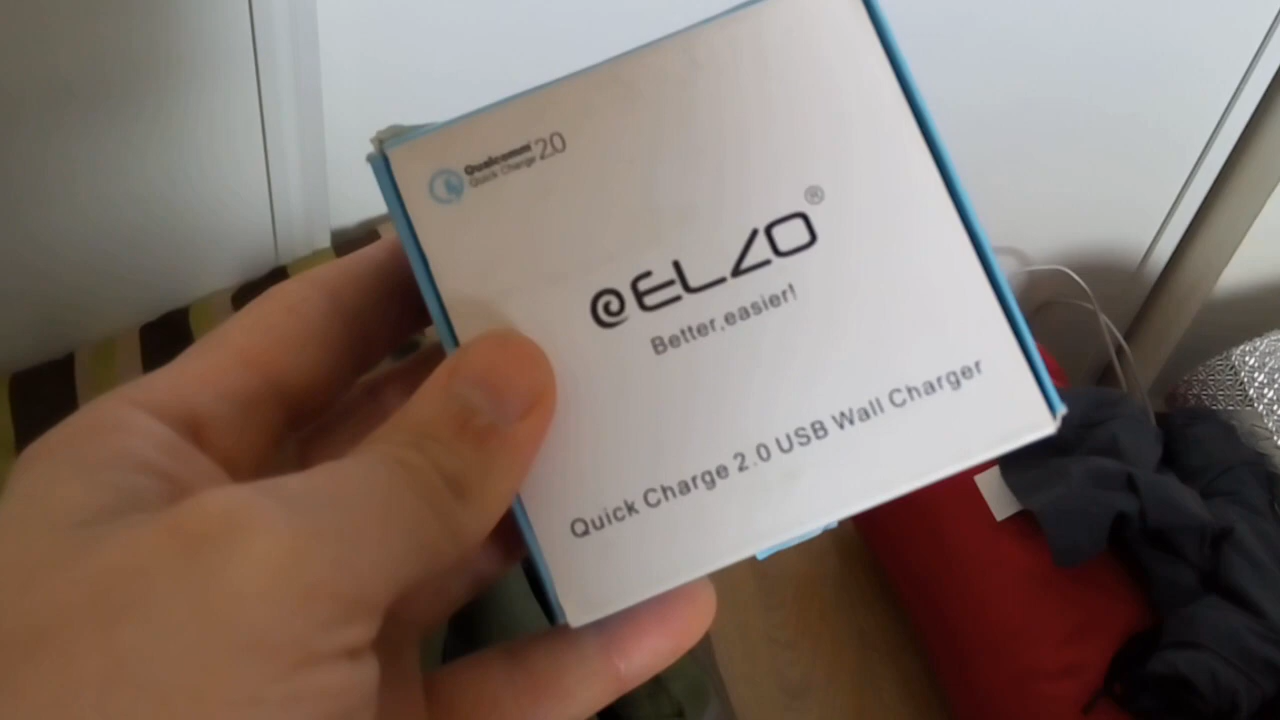 Qualcomm 2.0
Quick Charge
@ELZO®
Better,easier!
Quick Charge 2.0 USB Wall Charger